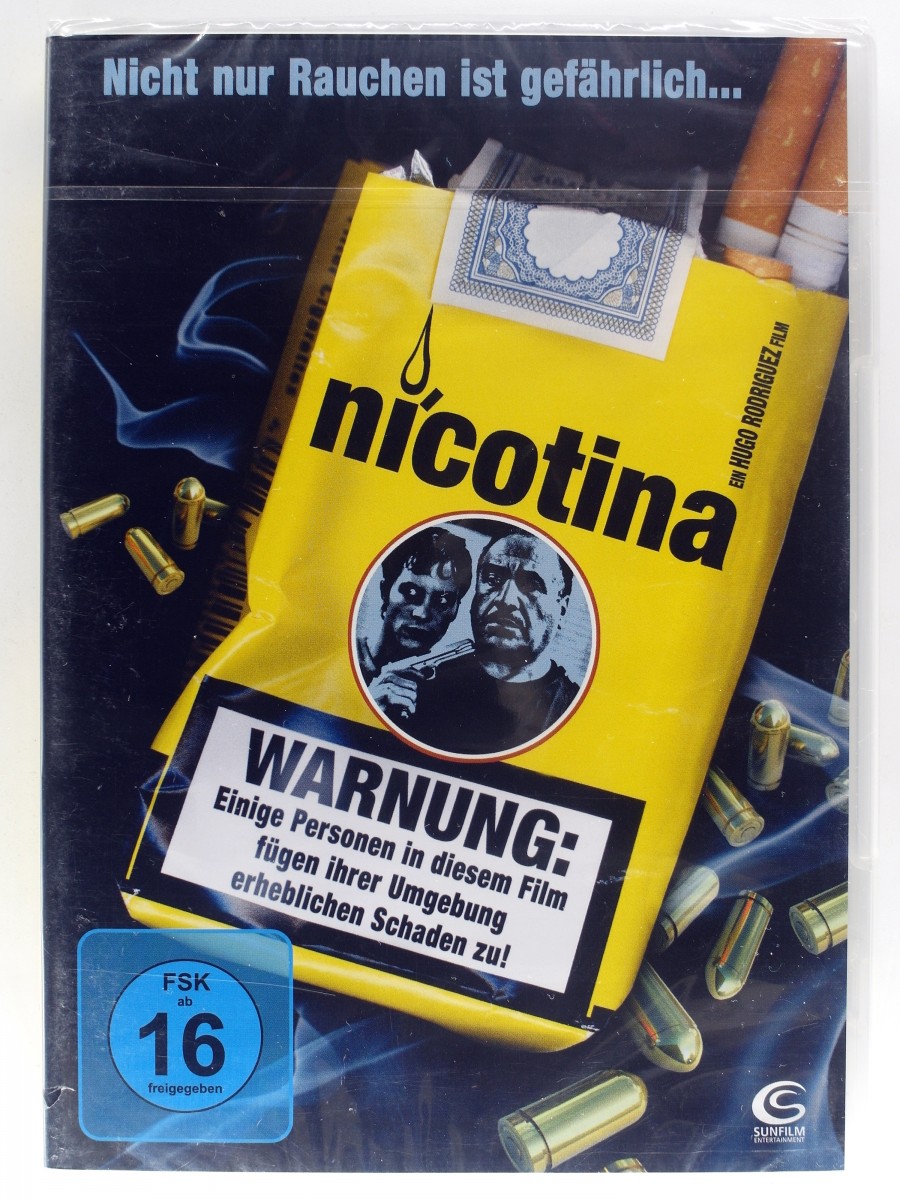 Nicht nur Rauchen ist gefährlich...
nicotina
EIN HUGO RODRIGUEZ FILM
WARNUNG:
Einige Personen in diesem Film
fügen ihrer Umgebung
erheblichen Schaden zu!
FSK
ab
16
freigegeben
SUNFILM
ENTERTAINMENT